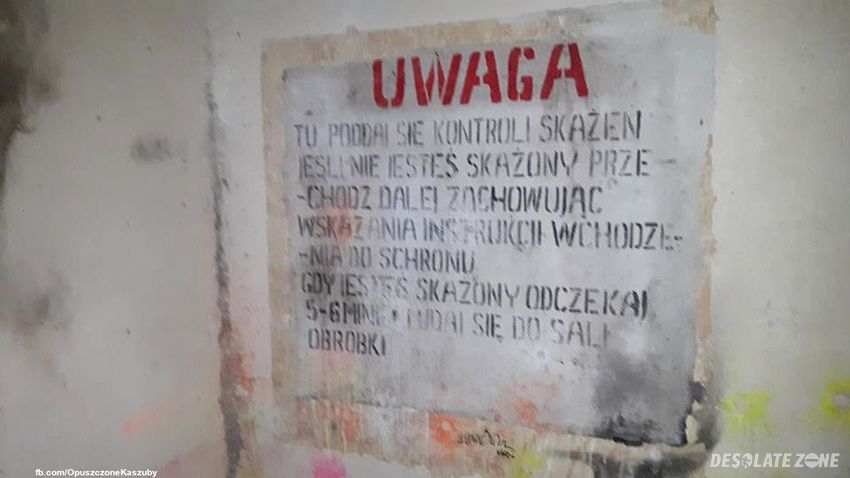 UWAGA
TU PODDAJ SIĘ KONTROLI SKAŻEŃ
JEŚLI NIE JESTEŚ SKAŻONY PRZE-
-CHODŹ DALEJ ZACHOWUJĄC
WSKAZANIA INSTRUKCJI WCHODZE-
-NIA DO SCHRONU
GDY JESTEŚ SKAŻONY ODCZEKAJ
5-6 MIN I UDAJ SIĘ DO SALI
OBRÓBKI
fb.com/OpuszczoneKaszuby
DESOLATE ZONE